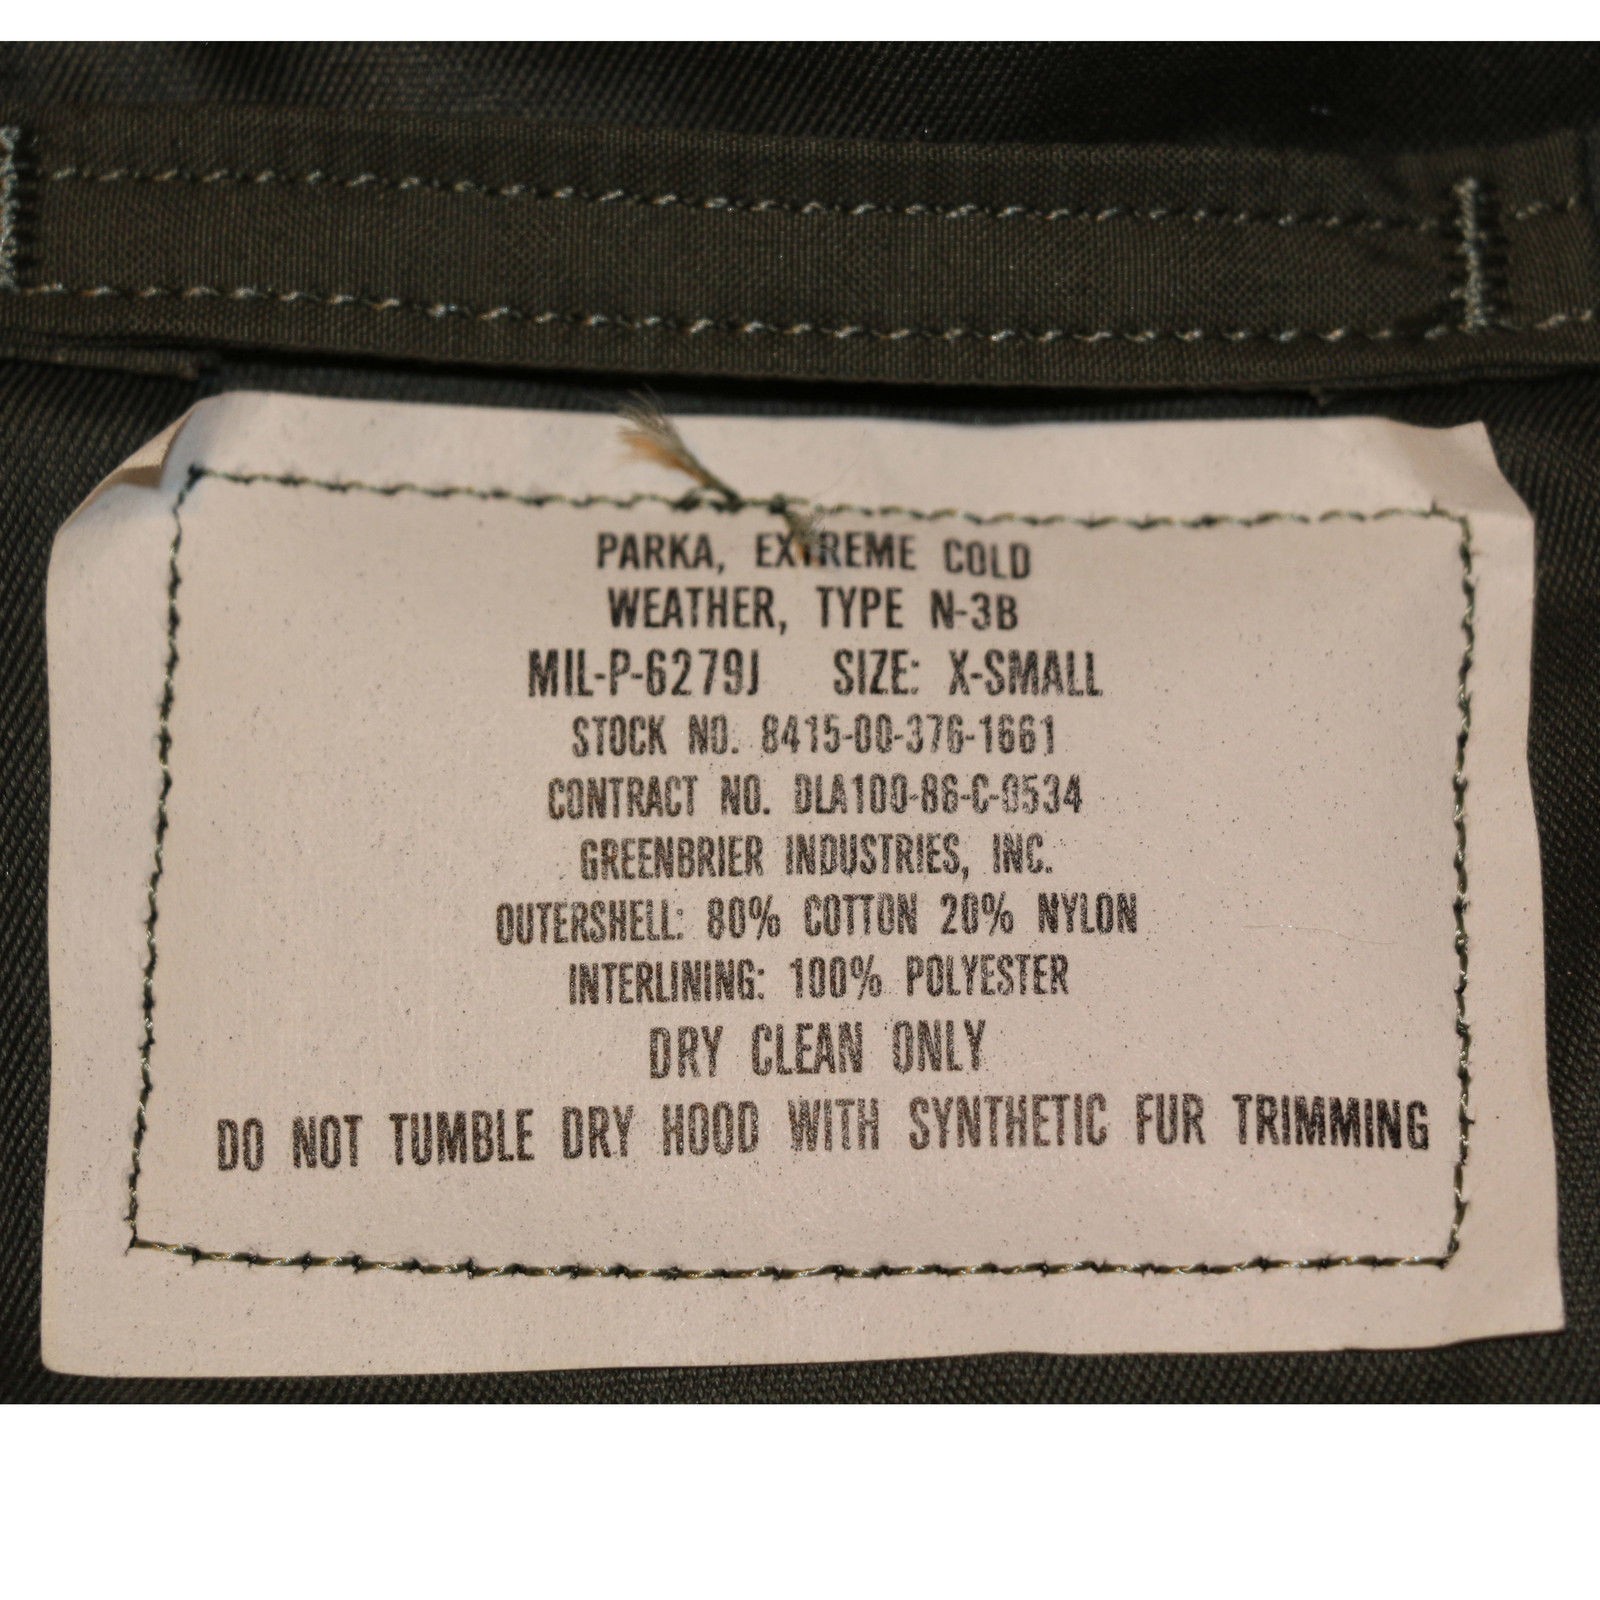 PARKA, EXTREME COLD
WEATHER, TYPE N-3B
MIL-P-6279J SIZE: X-SMALL
STOCK NO. 8415-00-376-1661
CONTRACT NO. DLA100-86-C-0534
GREENBRIER INDUSTRIES, INC.
OUTERSHELL: 80% COTTON 20% NYLON
INTERLINING: 100% POLYESTER
DRY CLEAN ONLY
DO NOT TUMBLE DRY HOOD WITH SYNTHETIC FUR TRIMMING